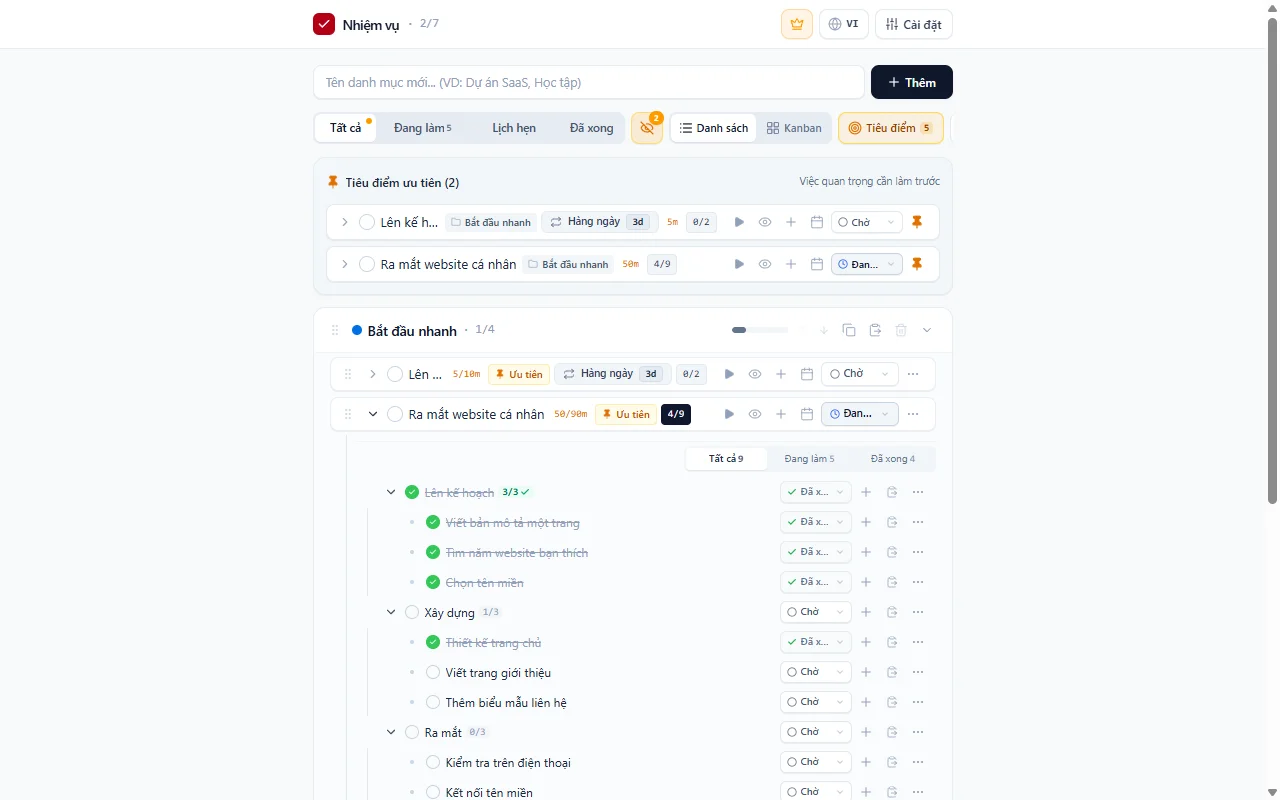 Nhiệm vụ · 2/7 VI Cài đặt
Tên danh mục mới... (VD: Dự án SaaS, Học tập) + Thêm
Tất cả Đang làm 5 Lịch hẹn Đã xong 2 Danh sách Kanban Tiêu điểm 5
Tiêu điểm ưu tiên (2) Việc quan trọng cần làm trước
Lên kế h... Bắt đầu nhanh Hàng ngày 3d 5m 0/2 Chờ
Ra mắt website cá nhân Bắt đầu nhanh 50m 4/9 Đan...
Bắt đầu nhanh · 1/4
Lên ... 5/10m Ưu tiên Hàng ngày 3d 0/2 Chờ
Ra mắt website cá nhân 50/90m Ưu tiên 4/9 Đan...
Tất cả 9 Đang làm 5 Đã xong 4
Lên kế hoạch 3/3 Đã x...
Viết bản mô tả một trang Đã x...
Tìm năm website bạn thích Đã x...
Chọn tên miền Đã x...
Xây dựng 1/3 Chờ
Thiết kế trang chủ Đã x...
Viết trang giới thiệu Chờ
Thêm biểu mẫu liên hệ Chờ
Ra mắt 0/3 Chờ
Kiểm tra trên điện thoại Chờ
Kết nối tên miền Chờ